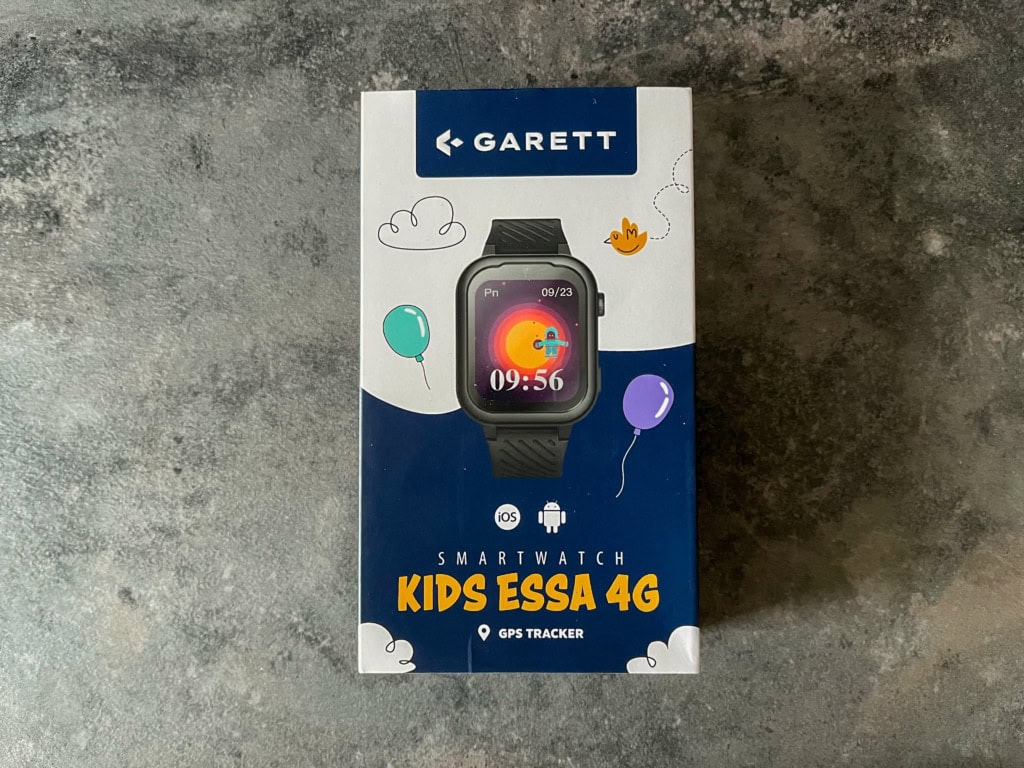 GARETT
Pn 09/23
09:56
iOS
SMARTWATCH
KIDS ESSA 4G
GPS TRACKER